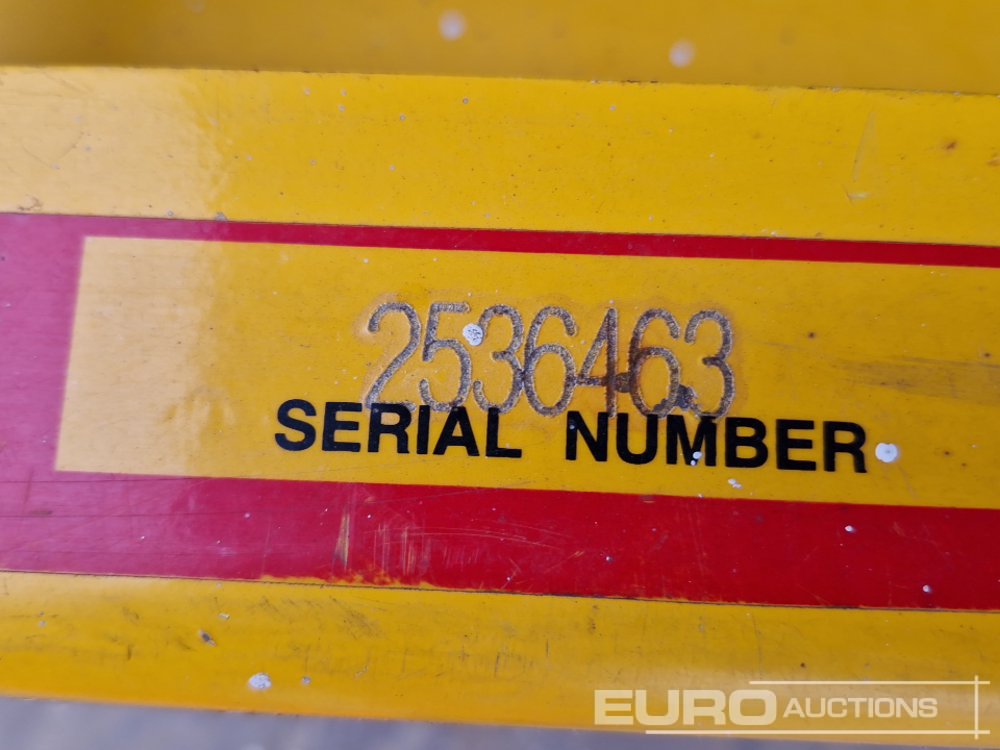 2536463
SERIAL NUMBER
EURO AUCTIONS